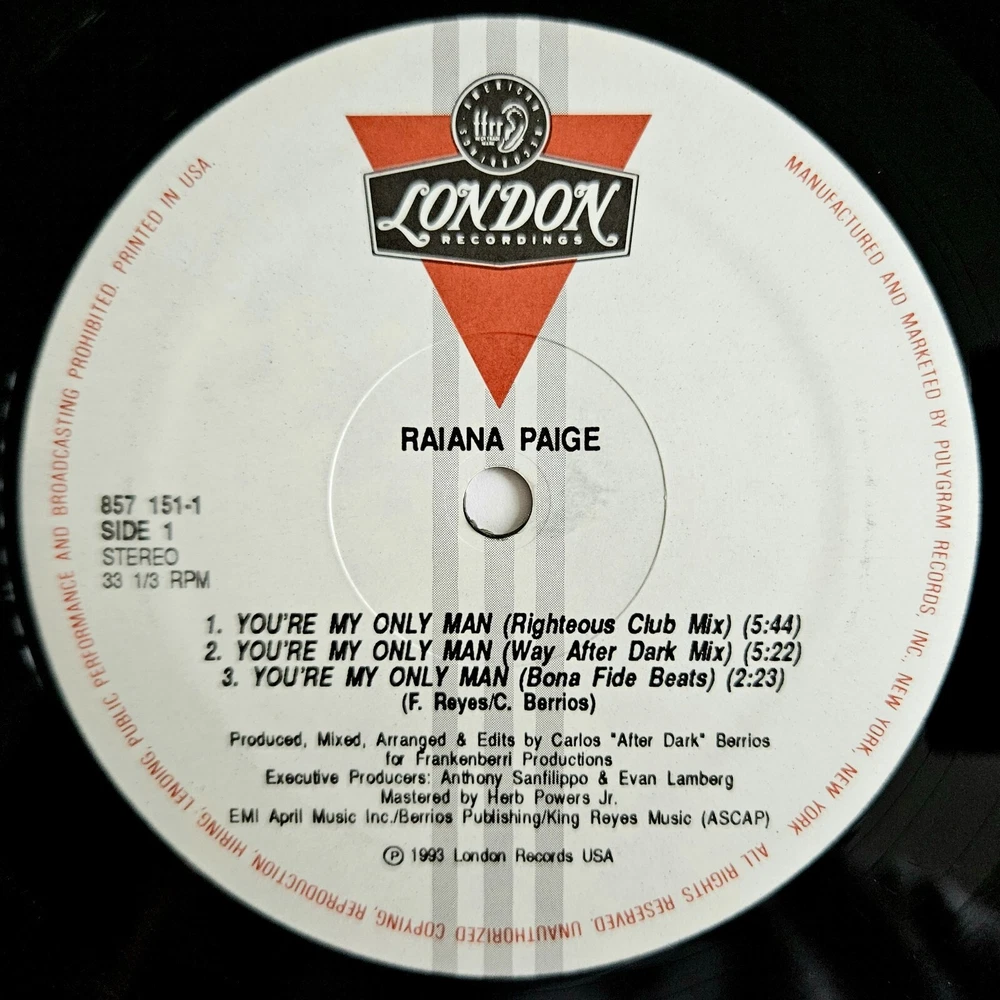 AMERICAN RECORDINGS
ffrr
LONDON
RECORDINGS
RAIANA PAIGE
857 151-1
SIDE 1
STEREO
33 1/3 RPM
1. YOU'RE MY ONLY MAN (Righteous Club Mix) (5:44)
2. YOU'RE MY ONLY MAN (Way After Dark Mix) (5:22)
3. YOU'RE MY ONLY MAN (Bona Fide Beats) (2:23)
(F. Reyes/C. Berrios)
Produced, Mixed, Arranged & Edits by Carlos "After Dark" Berrios
for Frankenberri Productions
Executive Producers: Anthony Sanfilippo & Evan Lamberg
Mastered by Herb Powers Jr.
EMI April Music Inc./Berrios Publishing/King Reyes Music (ASCAP)
℗ 1993 London Records USA
MANUFACTURED AND MARKETED BY POLYGRAM RECORDS, INC., NEW YORK, NEW YORK. ALL RIGHTS RESERVED. UNAUTHORIZED COPYING, REPRODUCTION, HIRING, LENDING, PUBLIC PERFORMANCE AND BROADCASTING PROHIBITED. PRINTED IN USA.